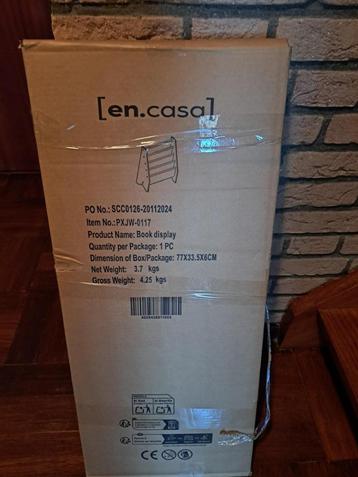 [en.casa]
PO No.: SCC0126-20112024
Item No.: PXJW-0117
Product Name: Book display
Quantity per Package: 1 PC
Dimension of Box/Package: 77X33.5X6CM
Net Weight: 3.7 kgs
Gross Weight: 4.25 kgs
CE